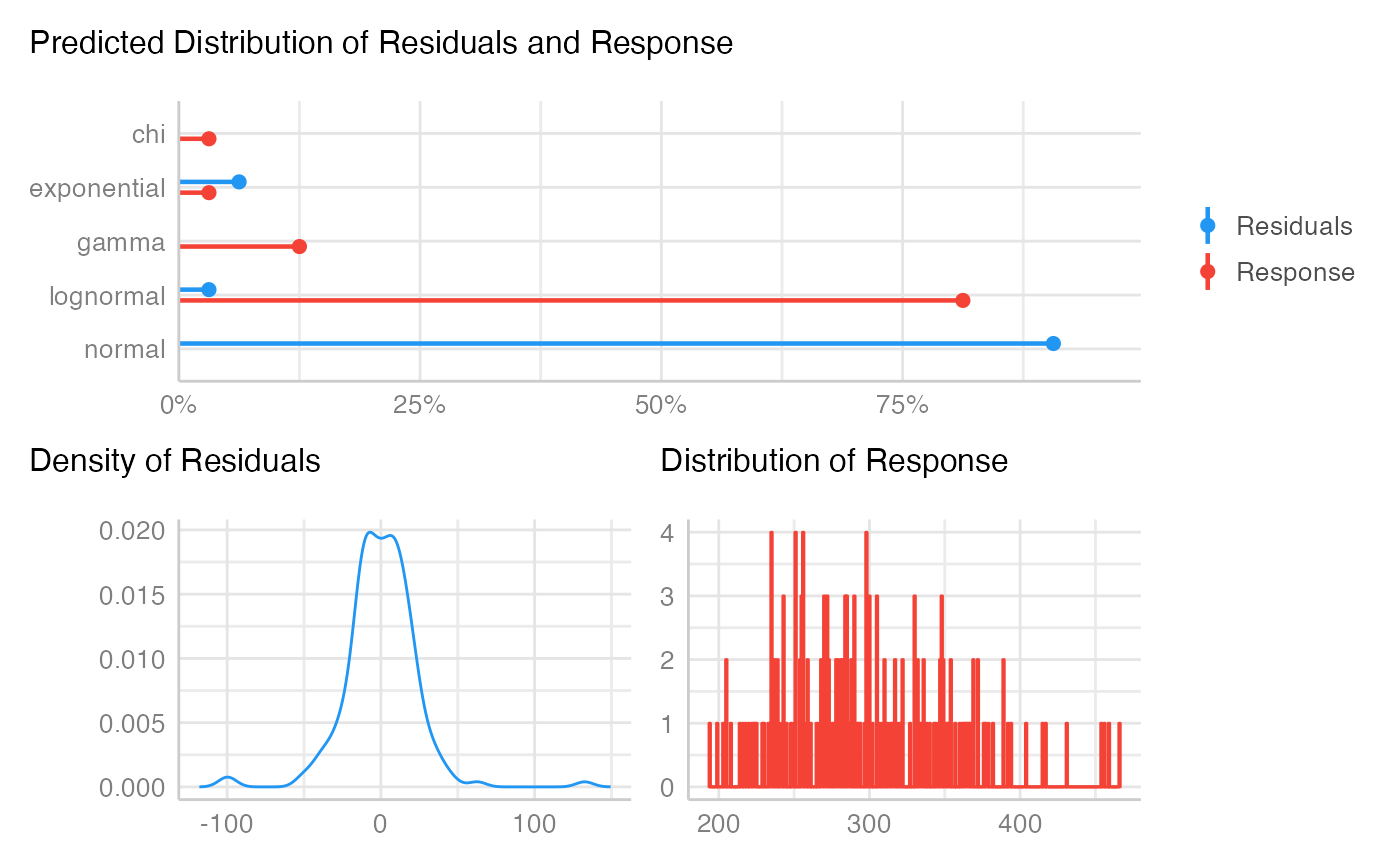 Predicted Distribution of Residuals and Response
chi
exponential
gamma
lognormal
normal
0% 25% 50% 75%
Residuals
Response
Density of Residuals
0.020
0.015
0.010
0.005
0.000
-100 0 100
Distribution of Response
4
3
2
1
0
200 300 400